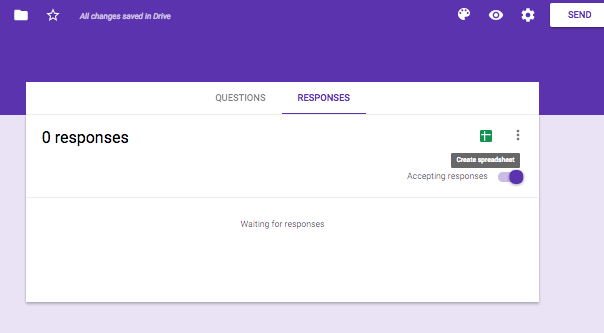 All changes saved in Drive
SEND
QUESTIONS
RESPONSES
0 responses
Create spreadsheet
Accepting responses
Waiting for responses